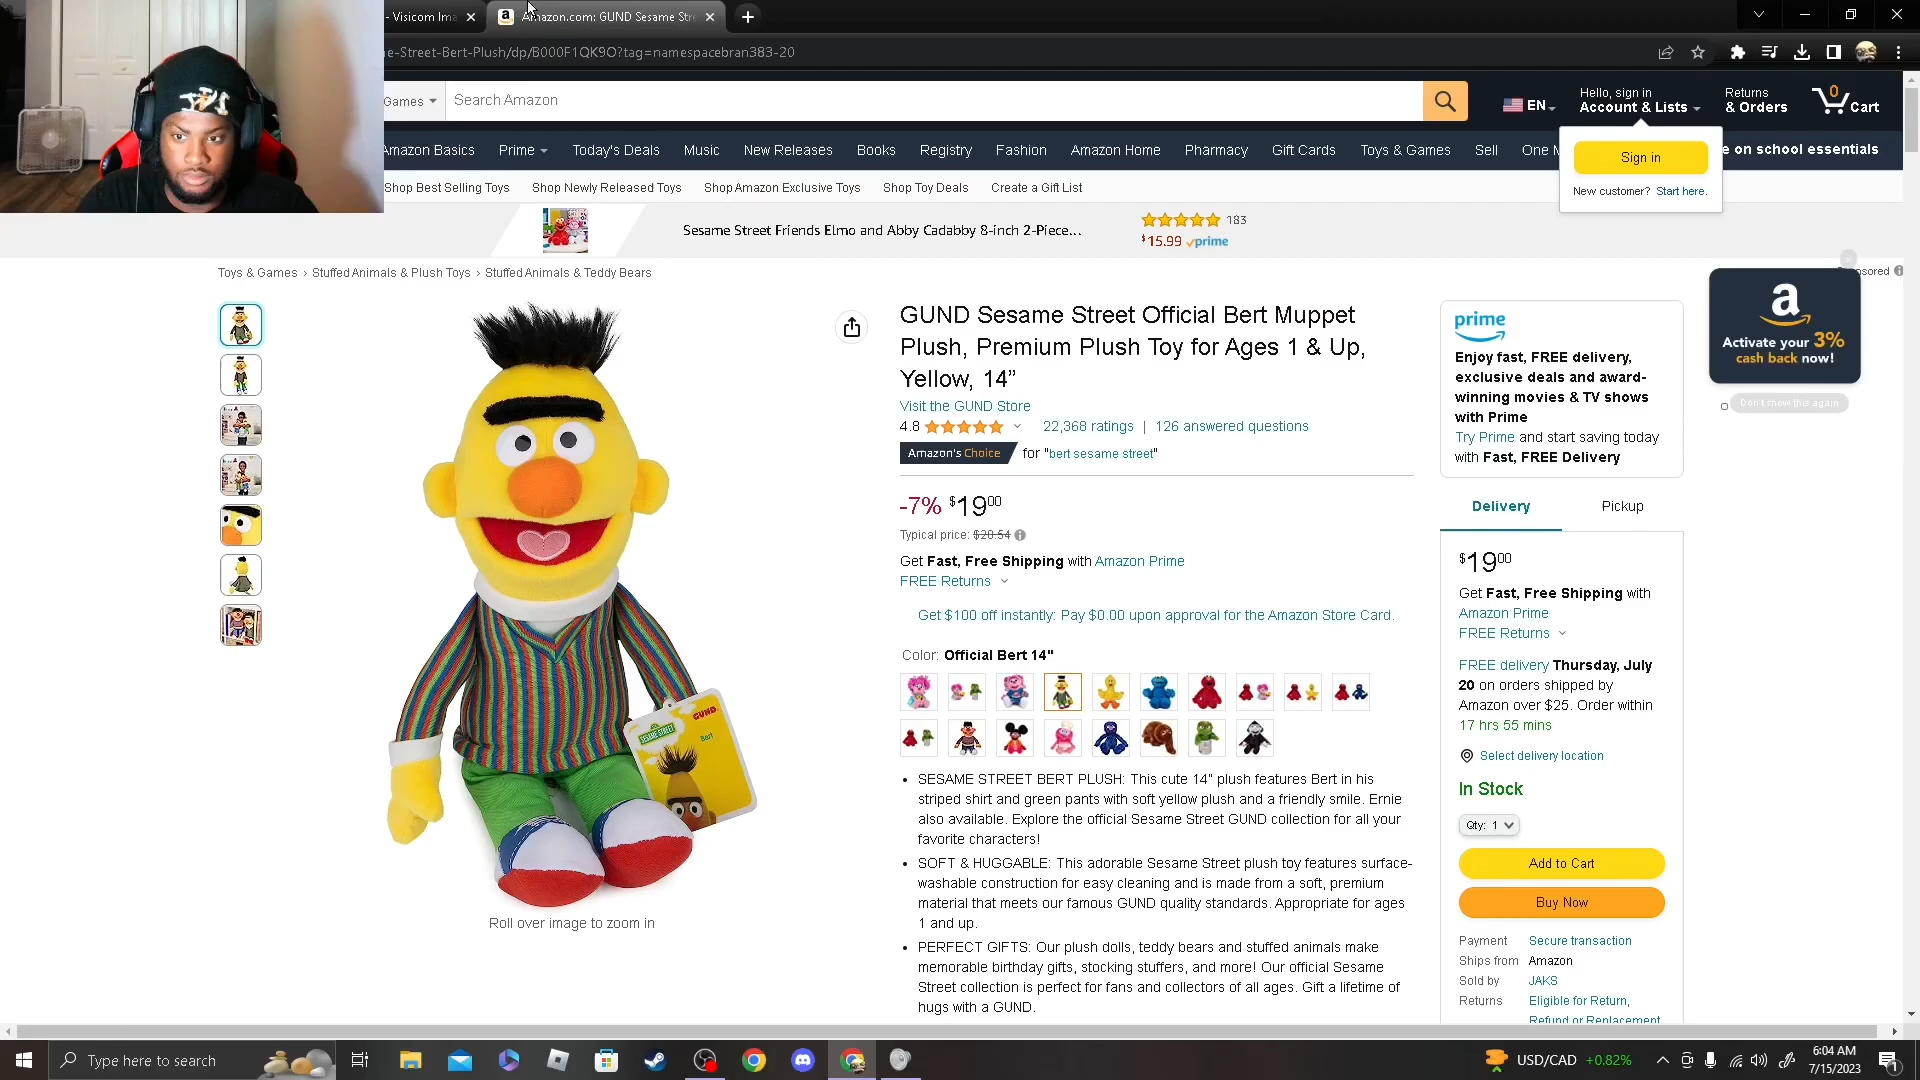 - Visicom Ima
Amazon.com: GUND Sesame Stre
e-Street-Bert-Plush/dp/B000F1QK9O?tag=namespacebran383-20
Games
Search Amazon
EN
Hello, sign in
Account & Lists
Returns
& Orders
0
Cart
Amazon Basics
Prime
Today's Deals
Music
New Releases
Books
Registry
Fashion
Amazon Home
Pharmacy
Gift Cards
Toys & Games
Sell
One M
e on school essentials
Sign in
New customer? Start here.
Shop Best Selling Toys
Shop Newly Released Toys
Shop Amazon Exclusive Toys
Shop Toy Deals
Create a Gift List
Sesame Street Friends Elmo and Abby Cadabby 8-inch 2-Piece...
183
$15.99 prime
Toys & Games › Stuffed Animals & Plush Toys › Stuffed Animals & Teddy Bears
nsored
a
Activate your 3%
cash back now!
Don't show this again
GUND Sesame Street Official Bert Muppet
Plush, Premium Plush Toy for Ages 1 & Up,
Yellow, 14”
Visit the GUND Store
4.8
22,368 ratings | 126 answered questions
Amazon's Choice for "bert sesame street"
-7% $19.00
Typical price: $20.54
Get Fast, Free Shipping with Amazon Prime
FREE Returns
Get $100 off instantly: Pay $0.00 upon approval for the Amazon Store Card.
Color: Official Bert 14"
SESAME STREET
GUND
Bert
Roll over image to zoom in
• SESAME STREET BERT PLUSH: This cute 14” plush features Bert in his
striped shirt and green pants with soft yellow plush and a friendly smile. Ernie
also available. Explore the official Sesame Street GUND collection for all your
favorite characters!
• SOFT & HUGGABLE: This adorable Sesame Street plush toy features surface-
washable construction for easy cleaning and is made from a soft, premium
material that meets our famous GUND quality standards. Appropriate for ages
1 and up.
• PERFECT GIFTS: Our plush dolls, teddy bears and stuffed animals make
memorable birthday gifts, stocking stuffers, and more! Our official Sesame
Street collection is perfect for fans and collectors of all ages. Gift a lifetime of
hugs with a GUND.
prime
Enjoy fast, FREE delivery,
exclusive deals and award-
winning movies & TV shows
with Prime
Try Prime and start saving today
with Fast, FREE Delivery
Delivery
Pickup
$19.00
Get Fast, Free Shipping with
Amazon Prime
FREE Returns
FREE delivery Thursday, July
20 on orders shipped by
Amazon over $25. Order within
17 hrs 55 mins
Select delivery location
In Stock
Qty: 1
Add to Cart
Buy Now
Payment Secure transaction
Ships from Amazon
Sold by JAKS
Returns Eligible for Return,
Refund or Replacement
Type here to search
USD/CAD +0.82%
6:04 AM
7/15/2023
1